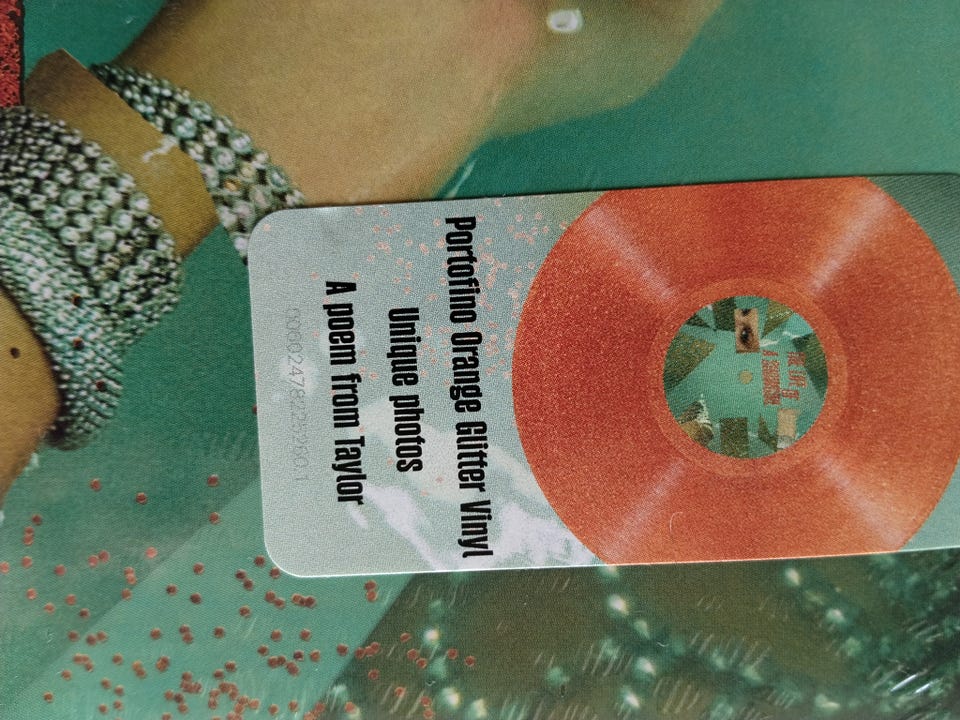 Portofino Orange Glitter Vinyl
Unique photos
A poem from Taylor